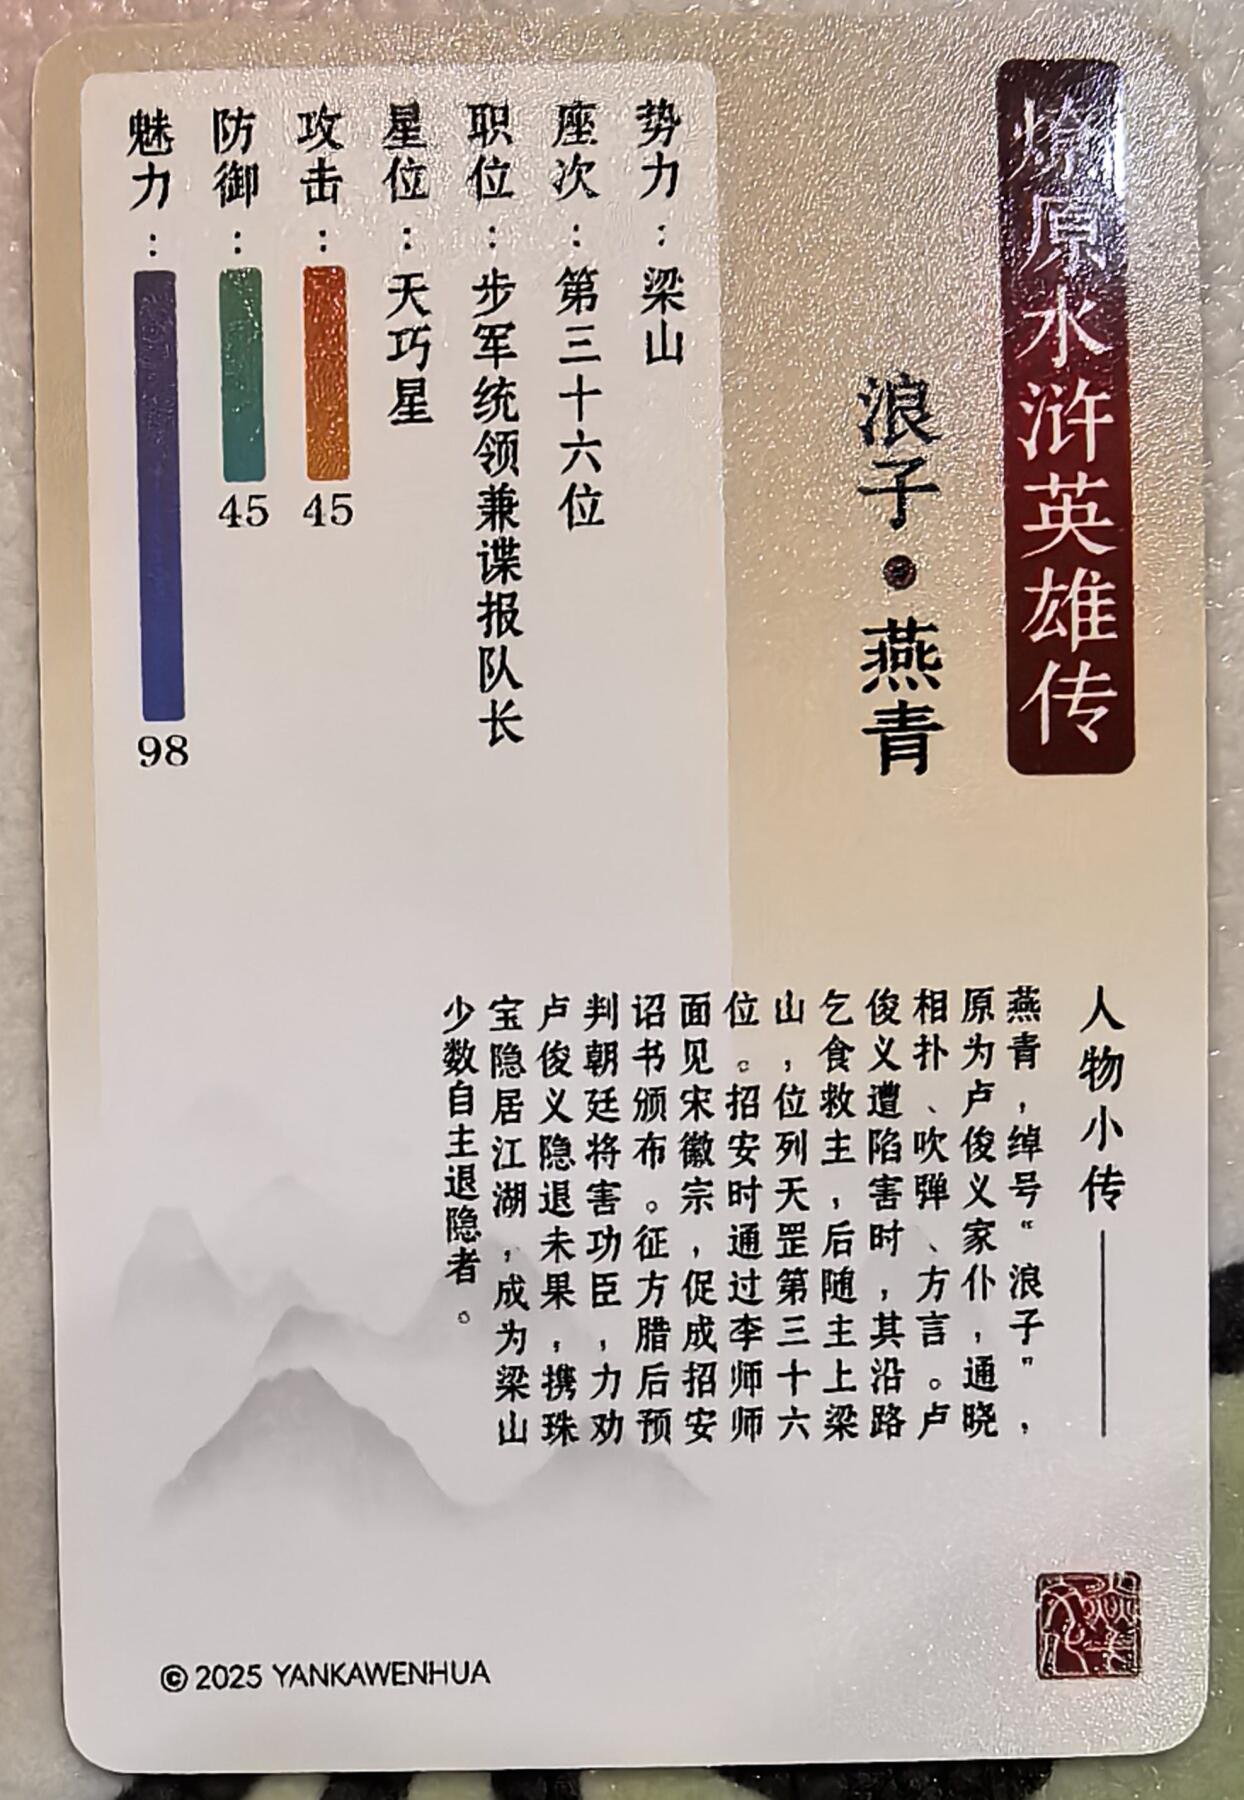 燎原水浒英雄传
浪子·燕青
势力：梁山
座次：第三十六位
职位：步军统领兼谍报队长
星位：天巧星
攻击：45
防御：45
魅力：98
人物小传
燕青，绰号“浪子”，
原为卢俊义家仆，通晓
相扑、吹弹、方言。卢
俊义遭陷害时，其沿路
乞食救主，后随主上梁
山，位列天罡第三十六
位。招安时通过李师师
面见宋徽宗，促成招安
诏书颁布。征方腊后预
判朝廷将害功臣，力劝
卢俊义隐退未果，携珠
宝隐居江湖，成为梁山
少数自主退隐者。
© 2025 YANKAWENHUA